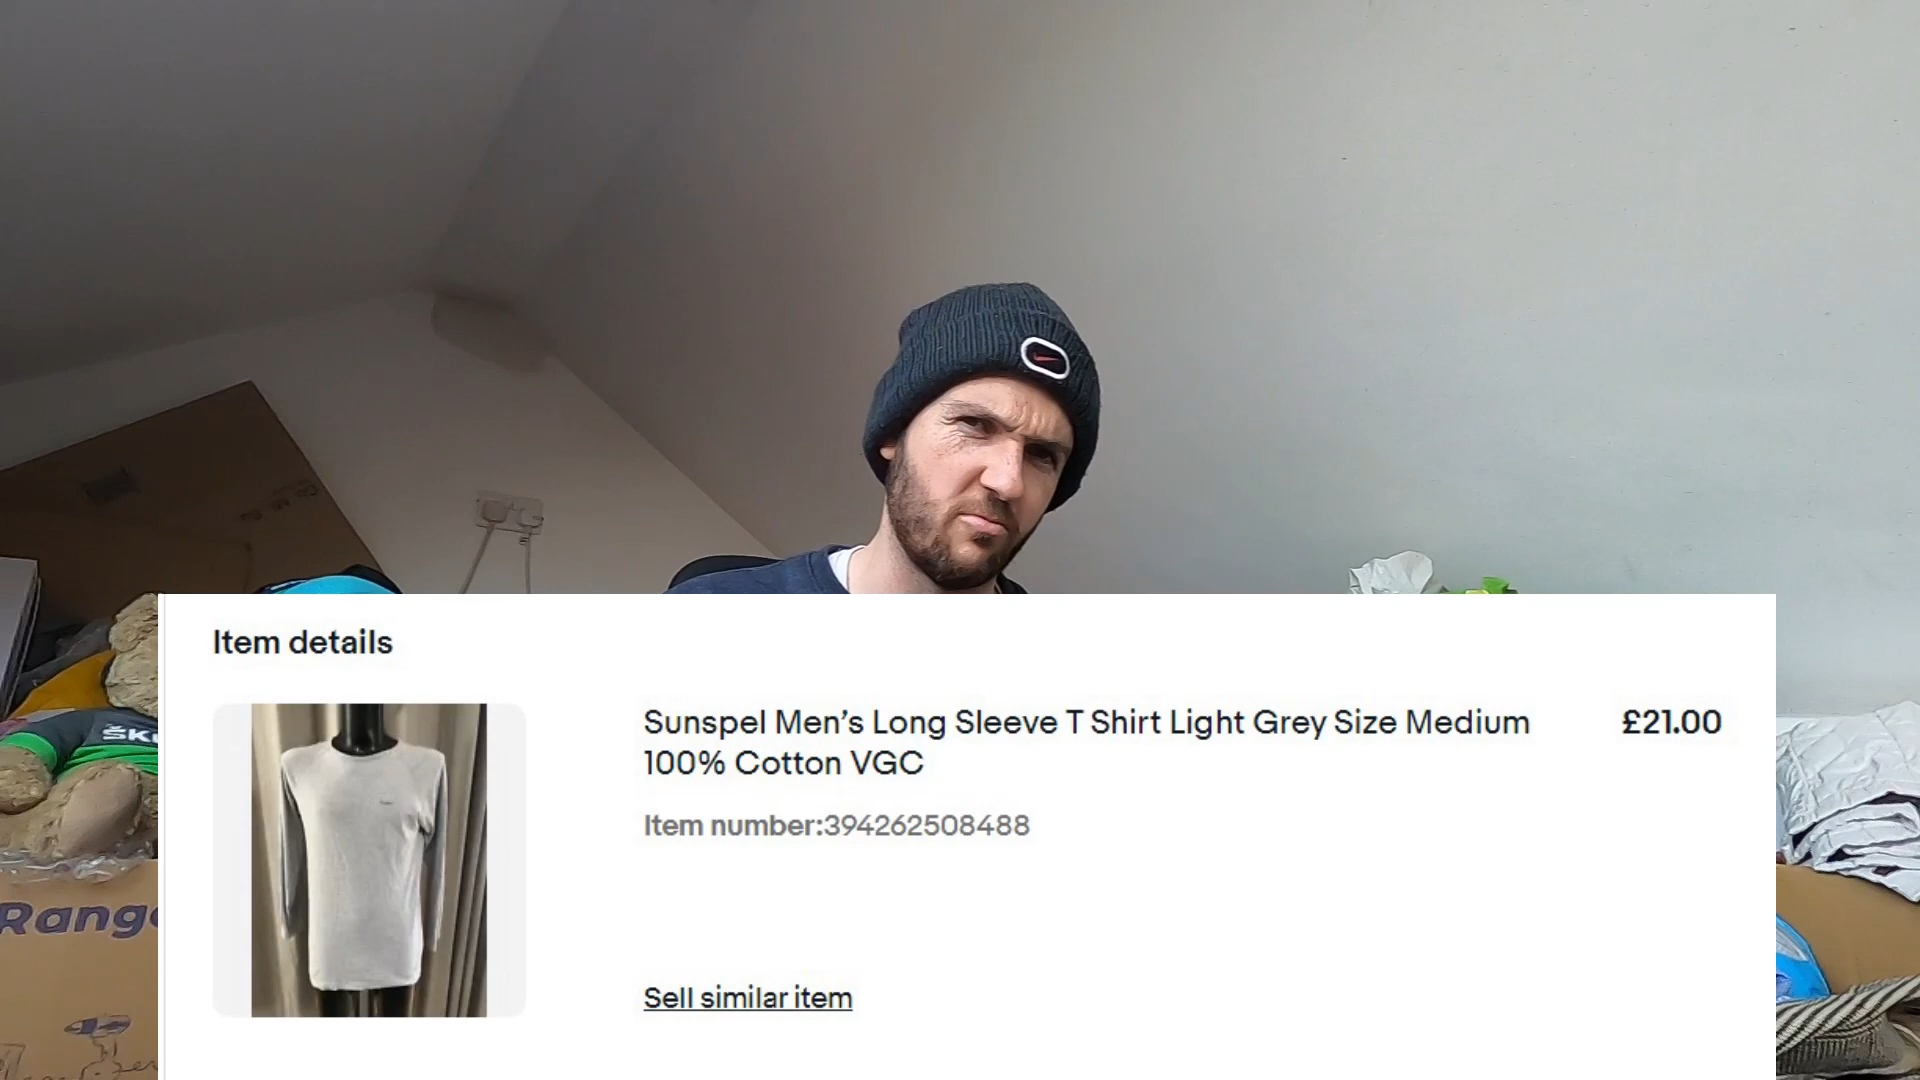 Item details
Sunspel Men's Long Sleeve T Shirt Light Grey Size Medium
£21.00
100% Cotton VGC
Item number:394262508488
Sell similar item
Rang